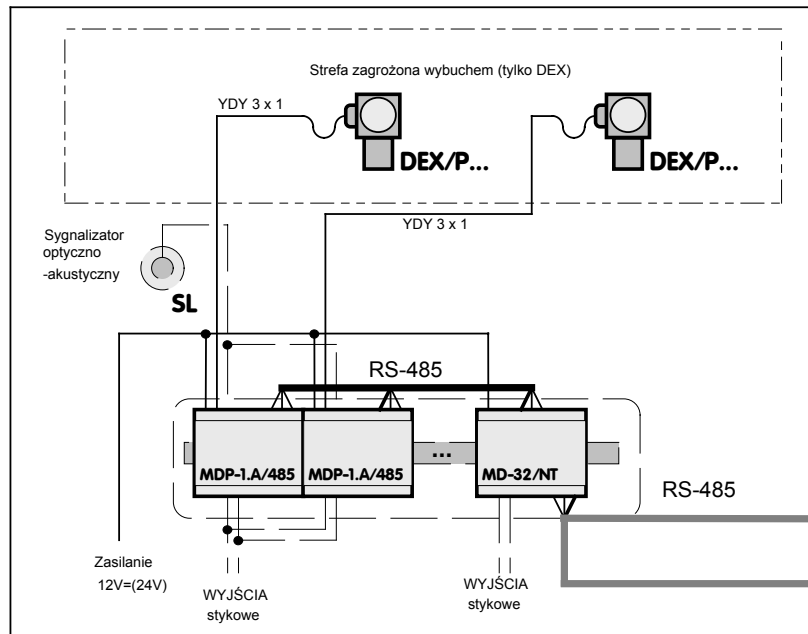 Strefa zagrożona wybuchem (tylko DEX)
YDY 3 x 1
DEX/P...
DEX/P...
YDY 3 x 1
Sygnalizator
optyczno
-akustyczny
SL
RS-485
...
MDP-1.A/485
MDP-1.A/485
MD-32/NT
RS-485
Zasilanie
12V=(24V)
WYJŚCIA
stykowe
WYJŚCIA
stykowe